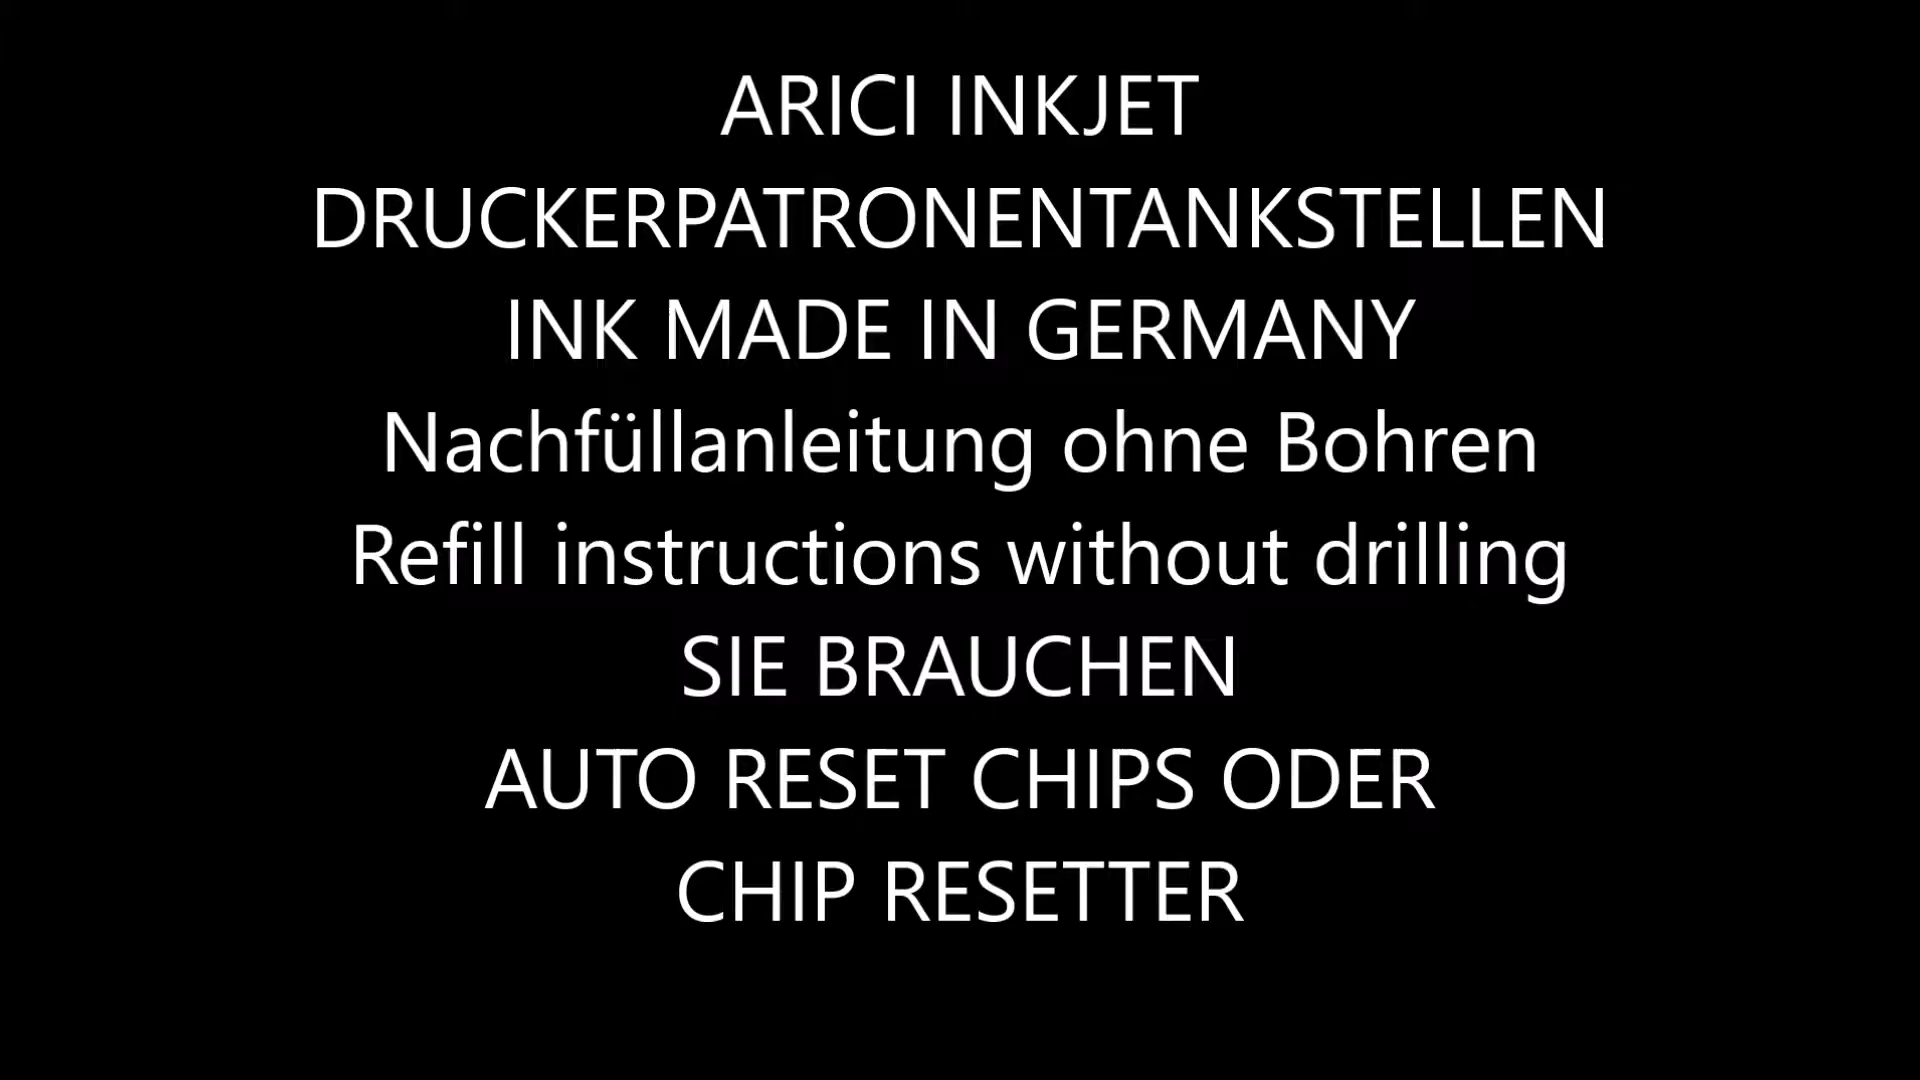 ARICI INKJET
DRUCKERPATRONENTANKSTELLEN
INK MADE IN GERMANY
Nachfüllanleitung ohne Bohren
Refill instructions without drilling
SIE BRAUCHEN
AUTO RESET CHIPS ODER
CHIP RESETTER